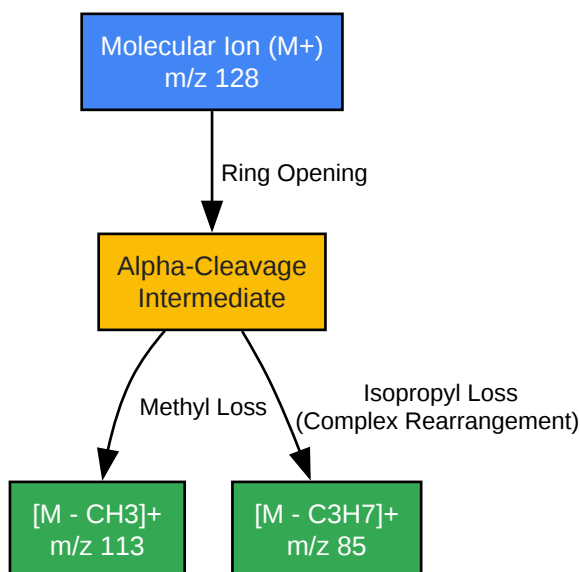 Molecular Ion (M+)
m/z 128
Ring Opening
Alpha-Cleavage
Intermediate
Methyl Loss
Isopropyl Loss
(Complex Rearrangement)
[M - CH3]+
m/z 113
[M - C3H7]+
m/z 85